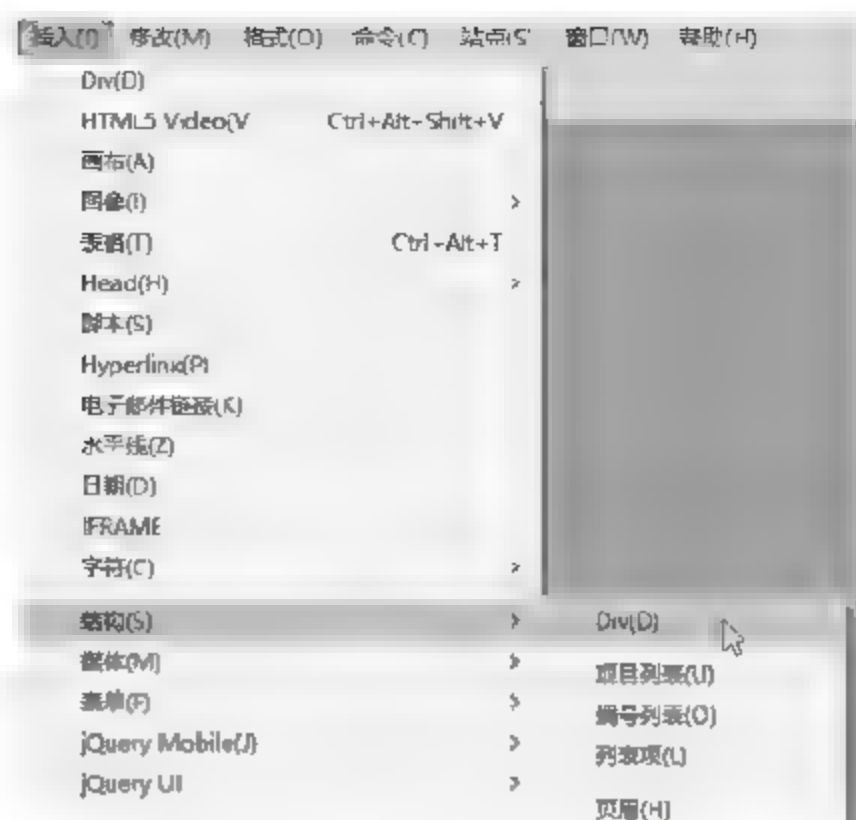 插入(I) 修改(M) 格式(O) 命令(C) 站点(S) 窗口(W) 帮助(H)
Div(D)
HTML5 Video(V) Ctrl+Alt+Shift+V
画布(A)
图像(I)
表格(T) Ctrl+Alt+T
Head(H)
脚本(S)
Hyperlink(P)
电子邮件链接(K)
水平线(Z)
日期(D)
IFRAME
字符(C)
结构(S)
Div(D)
媒体(M)
项目列表(U)
表单(F)
编号列表(O)
jQuery Mobile(J)
列表项(L)
jQuery UI
页眉(H)